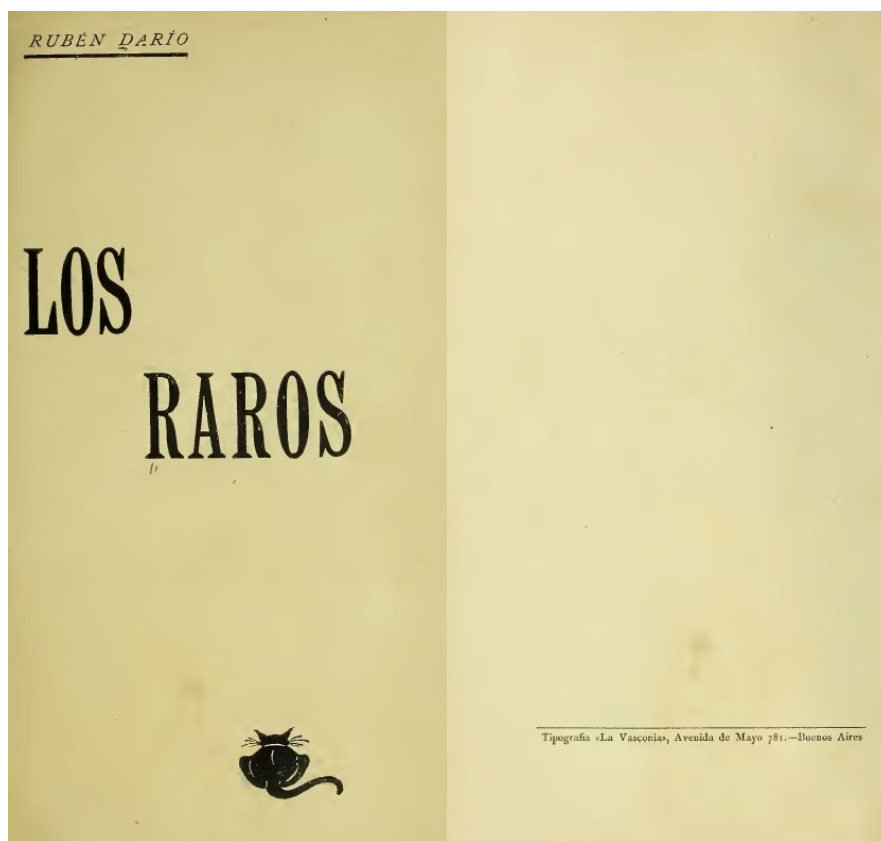 RUBÉN DARÍO
LOS
RAROS
Tipografía «La Vasconia», Avenida de Mayo 781.—Buenos Aires